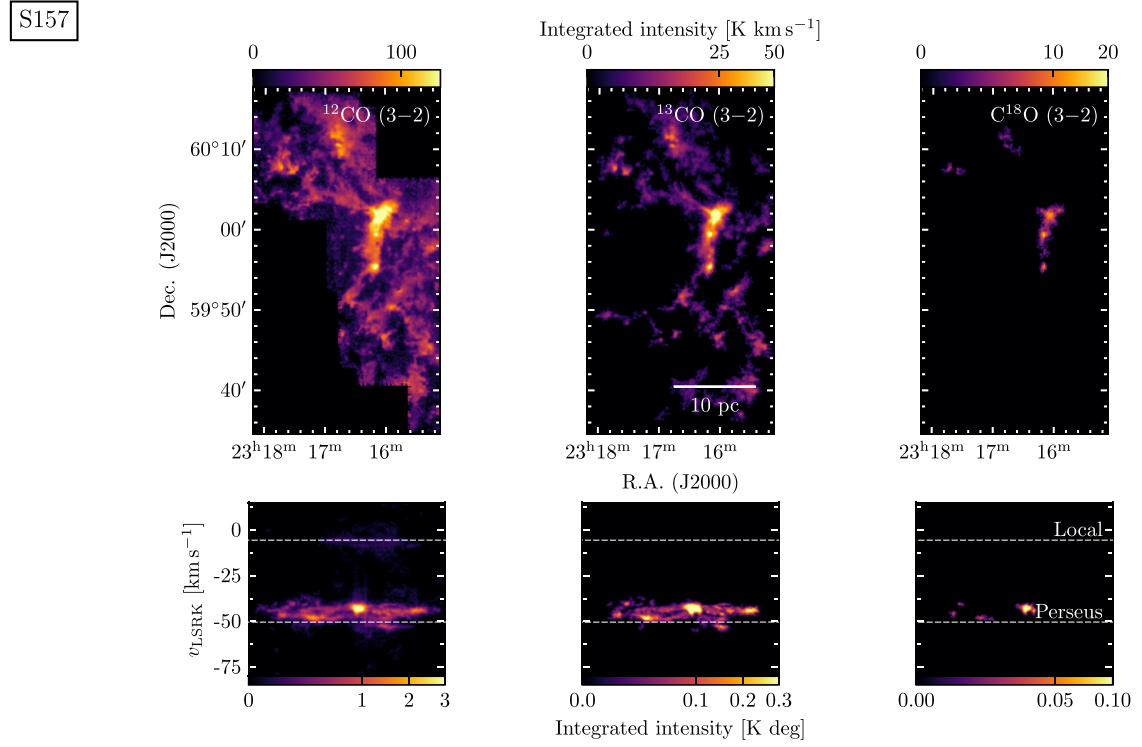 S157
Integrated intensity [K km s⁻¹]
0 100 0 25 50 0 10 20
¹²CO (3−2) ¹³CO (3−2) C¹⁸O (3−2)
60°10′
00′
59°50′
40′
Dec. (J2000)
10 pc
23ʰ18ᵐ 17ᵐ 16ᵐ 23ʰ18ᵐ 17ᵐ 16ᵐ 23ʰ18ᵐ 17ᵐ 16ᵐ
R.A. (J2000)
0
-25
-50
-75
v_LSRK [km s⁻¹]
Local
Perseus
0 1 2 3 0.0 0.1 0.2 0.3 0.00 0.05 0.10
Integrated intensity [K deg]